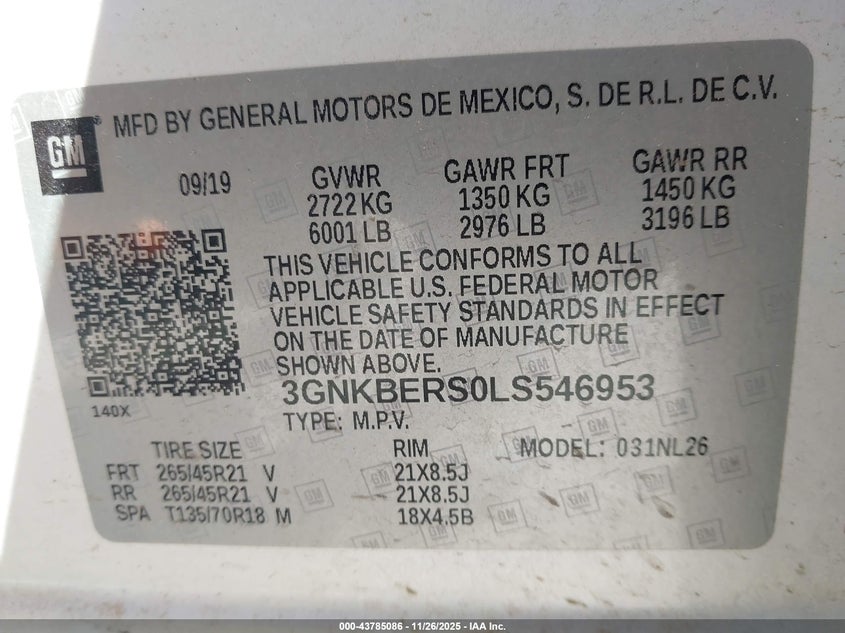 MFD BY GENERAL MOTORS DE MEXICO, S. DE R.L. DE C.V.
GM®
09/19 GVWR GAWR FRT GAWR RR
2722 KG 1350 KG 1450 KG
6001 LB 2976 LB 3196 LB
THIS VEHICLE CONFORMS TO ALL
APPLICABLE U.S. FEDERAL MOTOR
VEHICLE SAFETY STANDARDS IN EFFECT
ON THE DATE OF MANUFACTURE
SHOWN ABOVE.
3GNKBERS0LS546953
140X
TYPE: M.P.V.
TIRE SIZE RIM MODEL: 031NL26
FRT 265/45R21 V 21X8.5J
RR 265/45R21 V 21X8.5J
SPA T135/70R18 M 18X4.5B
000-43785086 - 11/26/2025 - IAA Inc.